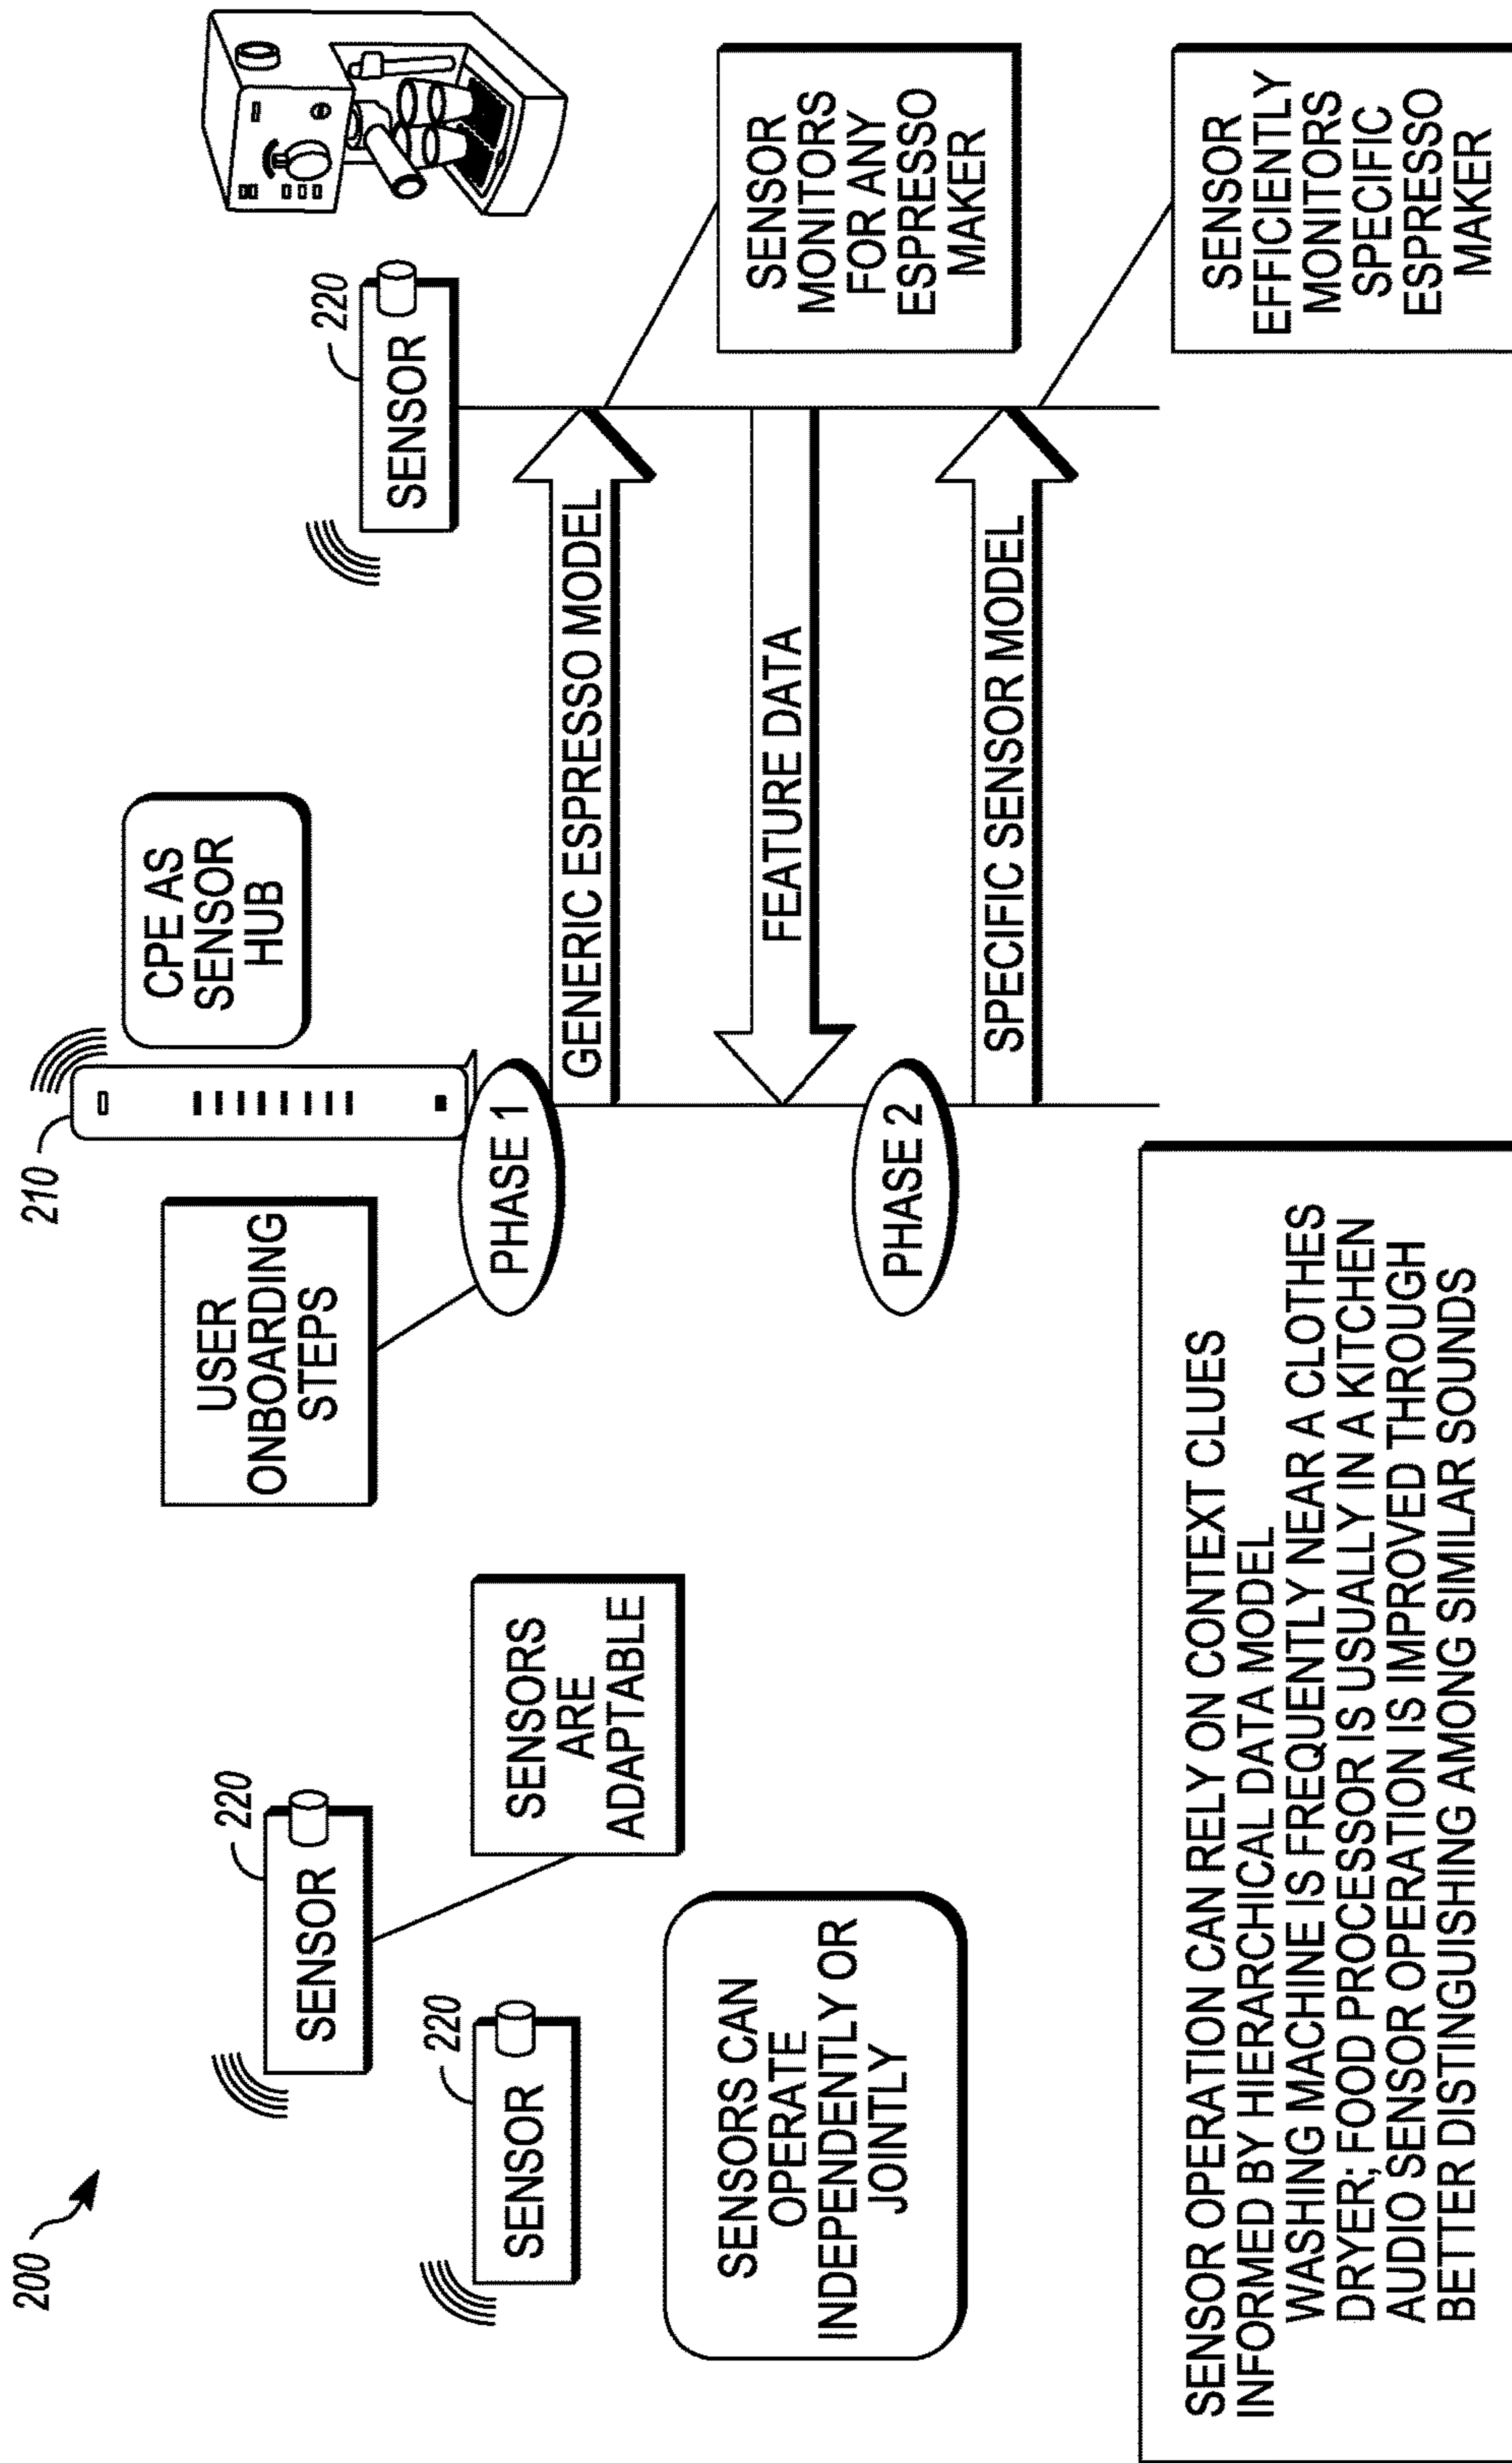 200
220
SENSOR
220
SENSOR
SENSORS
ARE
ADAPTABLE
SENSORS CAN
OPERATE
INDEPENDENTLY OR
JOINTLY
210
CPE AS
SENSOR
HUB
USER
ONBOARDING
STEPS
PHASE 1
GENERIC ESPRESSO MODEL
FEATURE DATA
PHASE 2
SPECIFIC SENSOR MODEL
220
SENSOR
SENSOR
MONITORS
FOR ANY
ESPRESSO
MAKER
SENSOR
EFFICIENTLY
MONITORS
SPECIFIC
ESPRESSO
MAKER
SENSOR OPERATION CAN RELY ON CONTEXT CLUES
INFORMED BY HIERARCHICAL DATA MODEL
WASHING MACHINE IS FREQUENTLY NEAR A CLOTHES
DRYER; FOOD PROCESSOR IS USUALLY IN A KITCHEN
AUDIO SENSOR OPERATION IS IMPROVED THROUGH
BETTER DISTINGUISHING AMONG SIMILAR SOUNDS